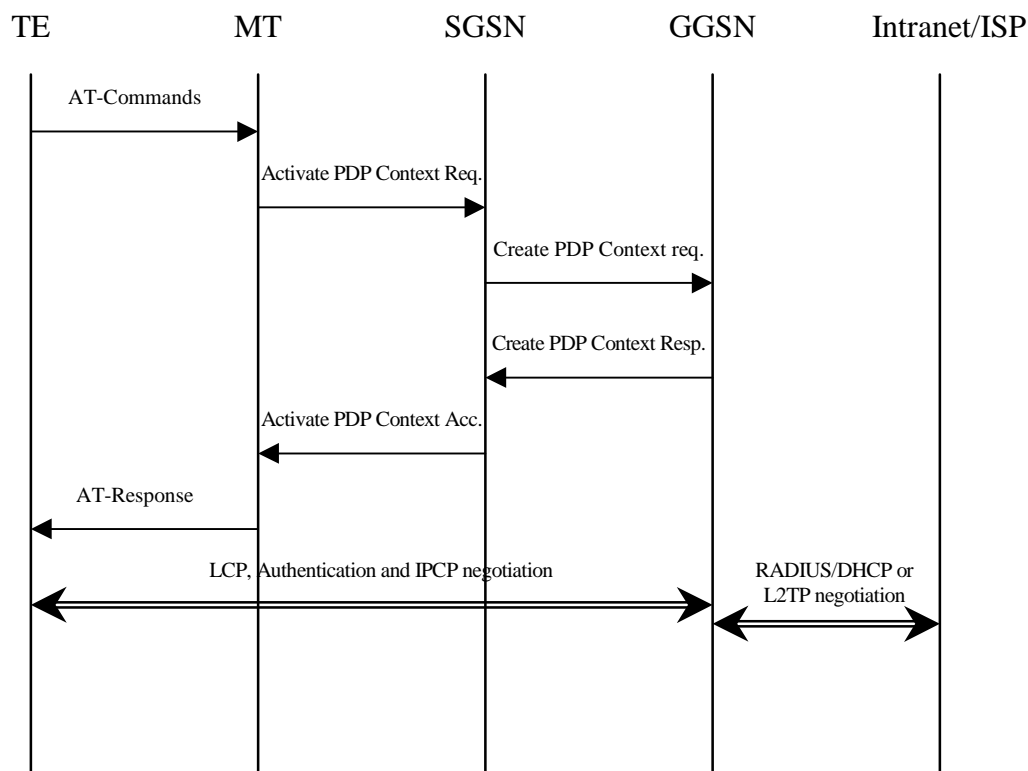 TE
MT
SGSN
GGSN
Intranet/ISP
AT-Commands
Activate PDP Context Req.
Create PDP Context req.
Create PDP Context Resp.
Activate PDP Context Acc.
AT-Response
LCP, Authentication and IPCP negotiation
RADIUS/DHCP or
L2TP negotiation